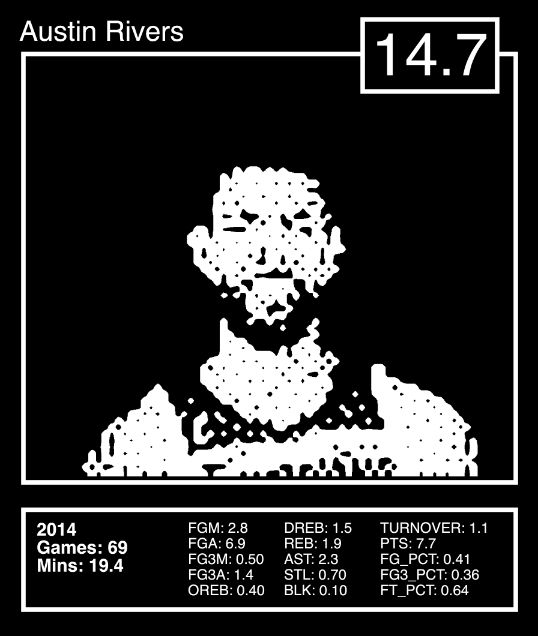 Austin Rivers
14.7
2014
Games: 69
Mins: 19.4
FGM: 2.8
FGA: 6.9
FG3M: 0.50
FG3A: 1.4
OREB: 0.40
DREB: 1.5
REB: 1.9
AST: 2.3
STL: 0.70
BLK: 0.10
TURNOVER: 1.1
PTS: 7.7
FG_PCT: 0.41
FG3_PCT: 0.36
FT_PCT: 0.64